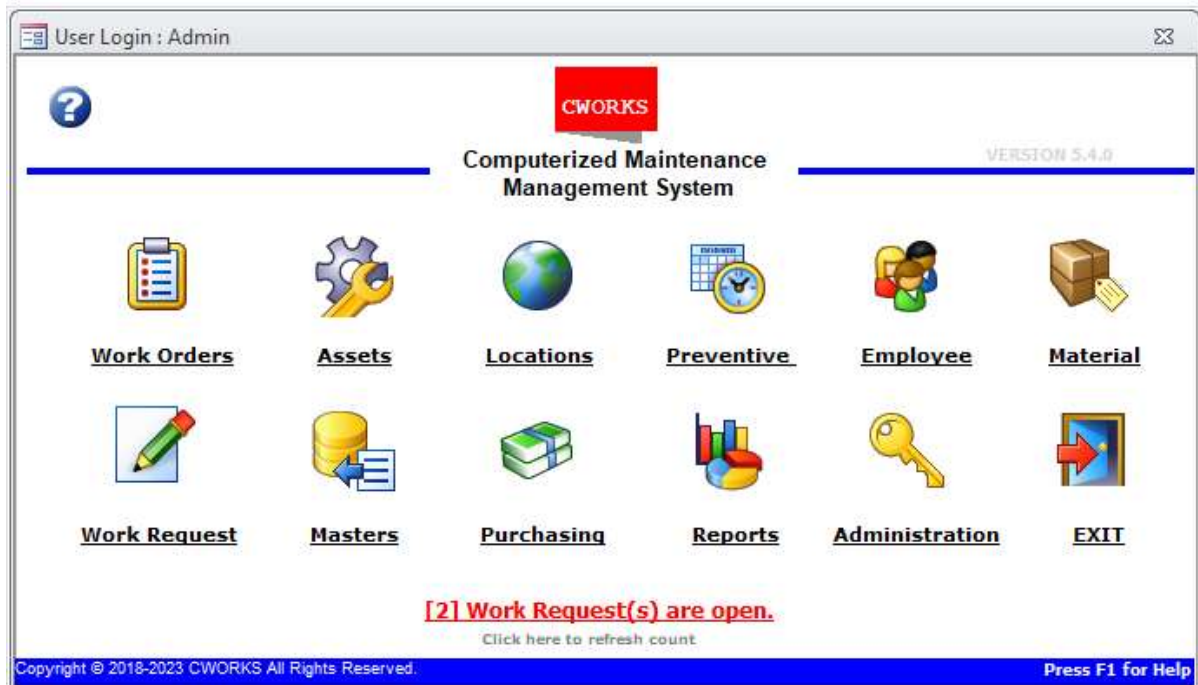 User Login : Admin
CWORKS
Computerized Maintenance
Management System
VERSION 5.4.0
Work Orders
Assets
Locations
Preventive
Employee
Material
Work Request
Masters
Purchasing
Reports
Administration
EXIT
[2] Work Request(s) are open.
Click here to refresh count
Copyright © 2018-2023 CWORKS All Rights Reserved.
Press F1 for Help